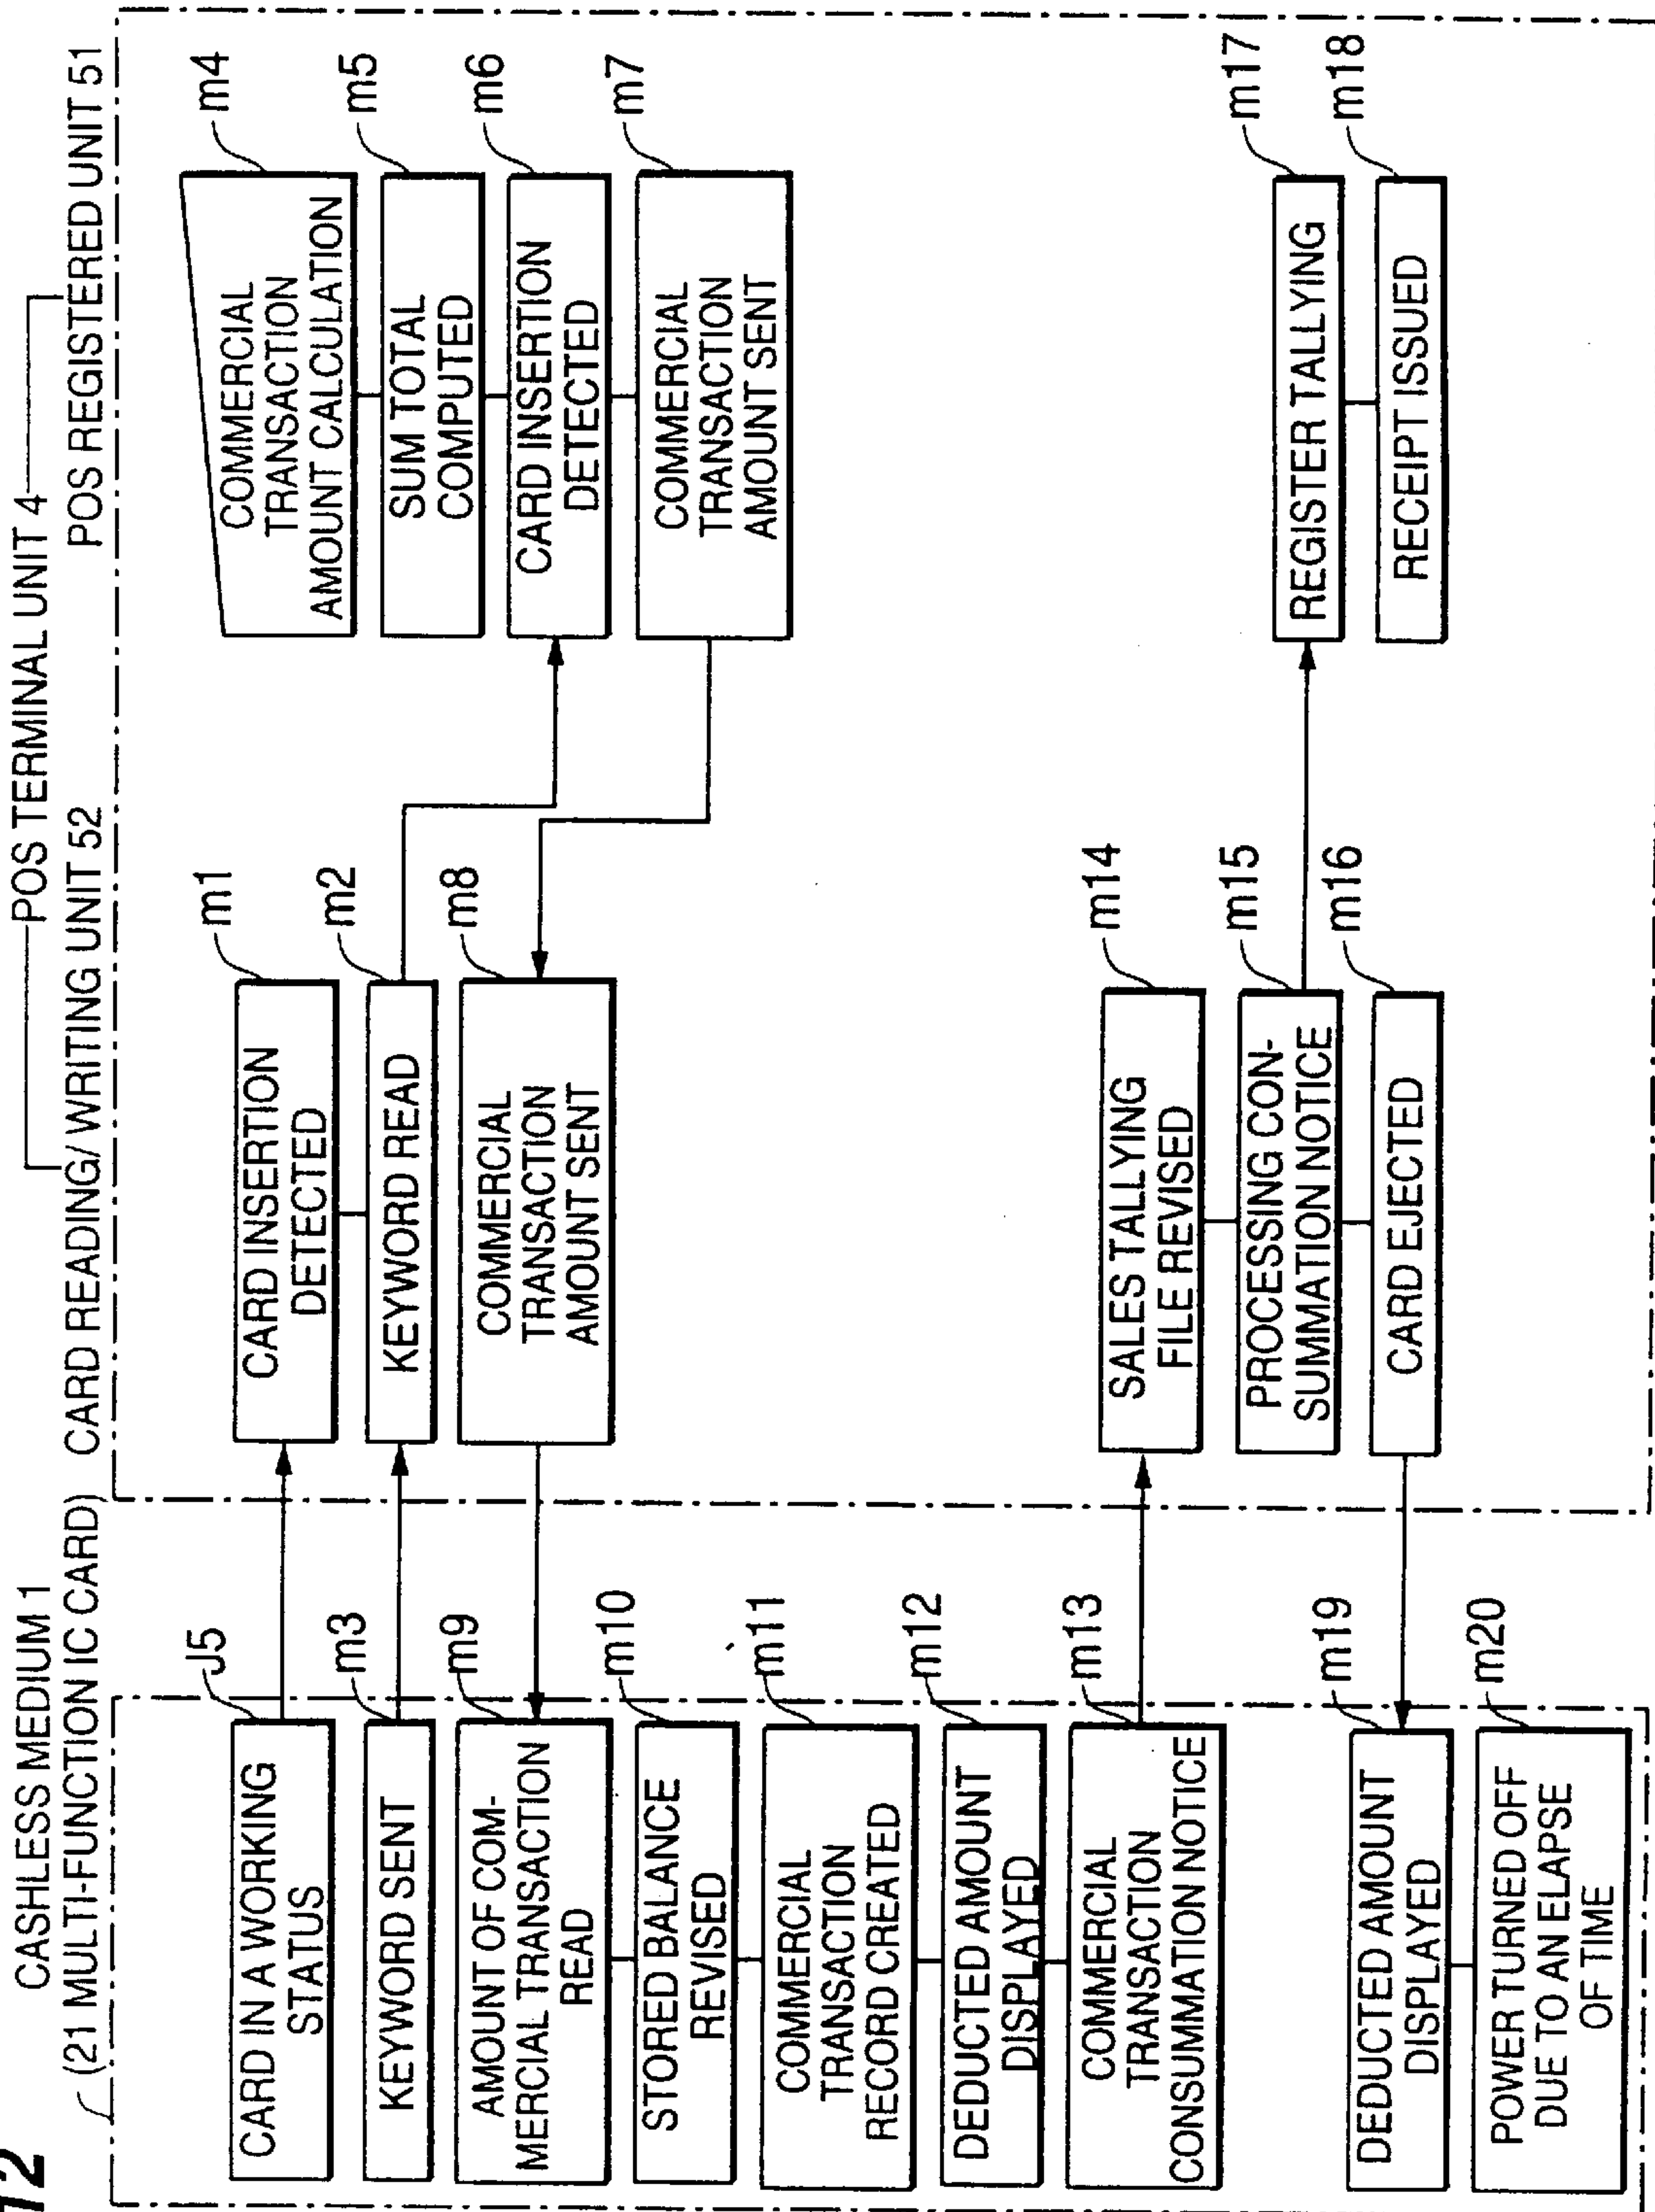 12
CASHLESS MEDIUM 1
(21 MULTI-FUNCTION IC CARD)
POS TERMINAL UNIT 4
CARD READING/WRITING UNIT 52
POS REGISTERED UNIT 51
J5
CARD IN A WORKING
STATUS
m3
KEYWORD SENT
m9
AMOUNT OF COM-
MERCIAL TRANSACTION
READ
m10
STORED BALANCE
REVISED
m11
COMMERCIAL
TRANSACTION
RECORD CREATED
m12
DEDUCTED AMOUNT
DISPLAYED
m13
COMMERCIAL
TRANSACTION
CONSUMMATION NOTICE
m19
DEDUCTED AMOUNT
DISPLAYED
m20
POWER TURNED OFF
DUE TO AN ELAPSE
OF TIME
m1
CARD INSERTION
DETECTED
m2
KEYWORD READ
m8
COMMERCIAL
TRANSACTION
AMOUNT SENT
m14
SALES TALLYING
FILE REVISED
m15
PROCESSING CON-
SUMMATION NOTICE
m16
CARD EJECTED
m4
COMMERCIAL
TRANSACTION
AMOUNT CALCULATION
m5
SUM TOTAL
COMPUTED
m6
CARD INSERTION
DETECTED
m7
COMMERCIAL
TRANSACTION
AMOUNT SENT
m17
REGISTER TALLYING
m18
RECEIPT ISSUED